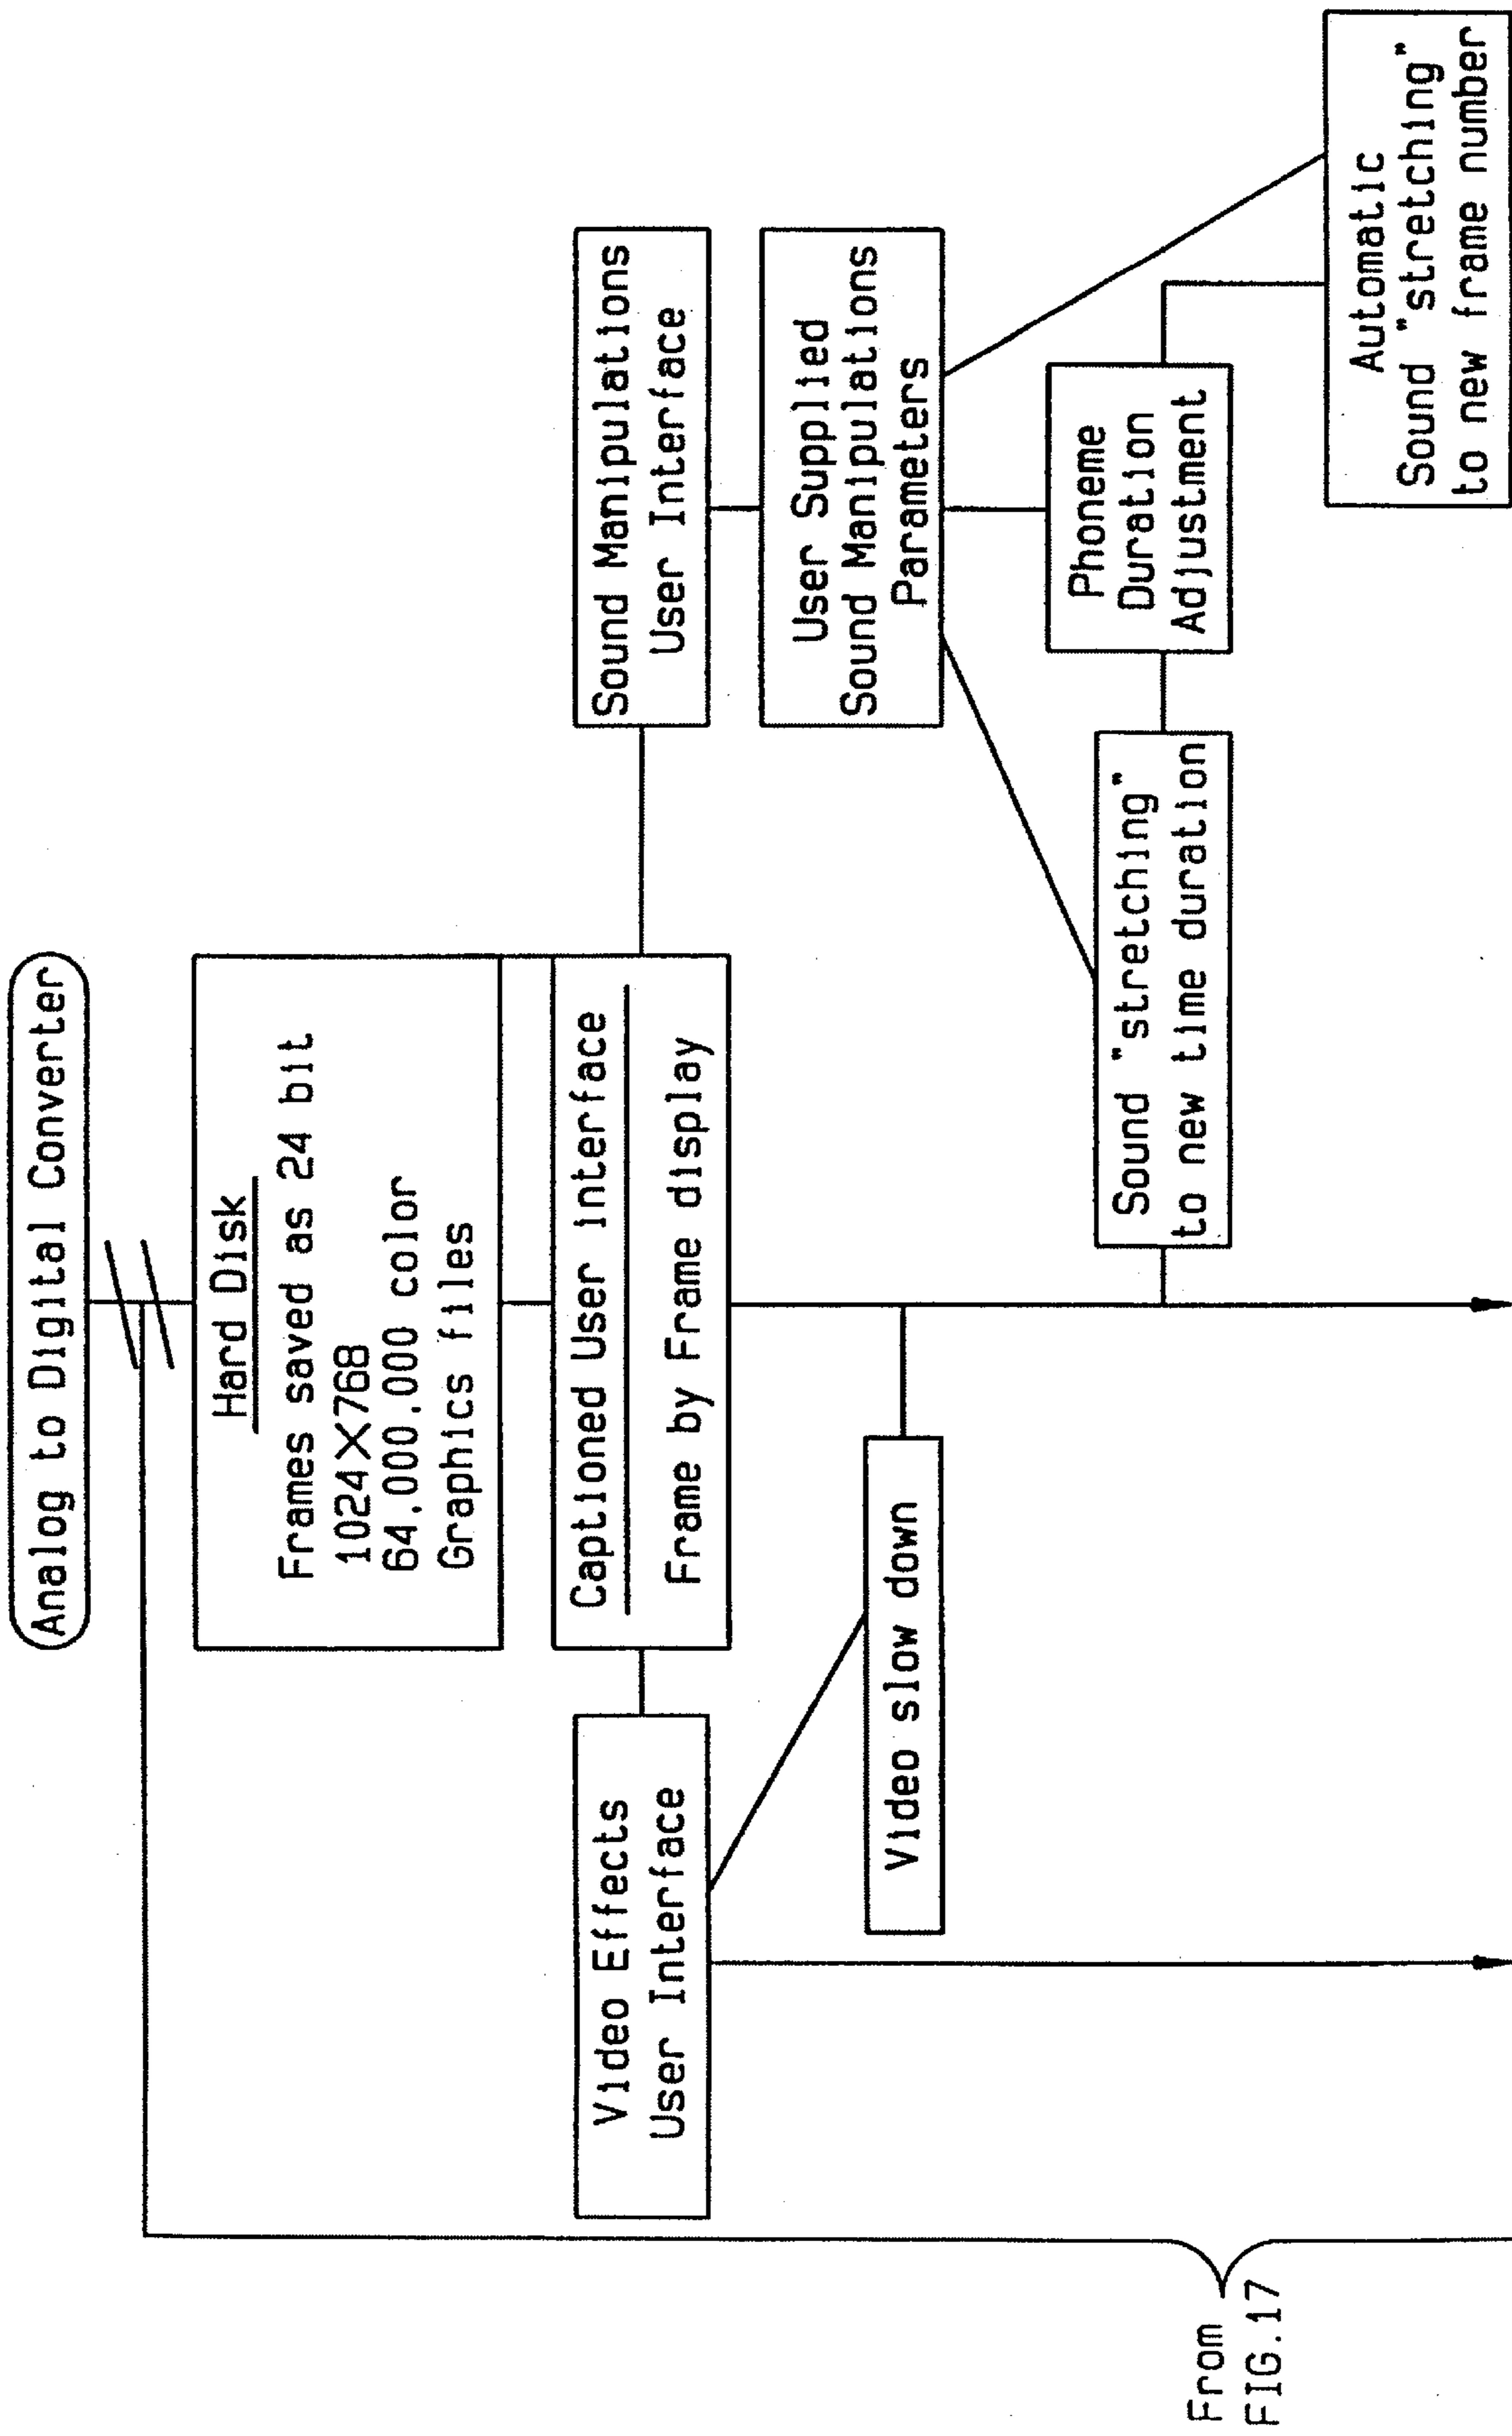 Analog to Digital Converter
Hard Disk
Frames saved as 24 bit
1024X768
64,000,000 color
Graphics files
Captioned User interface
Frame by Frame display
Video Effects
User Interface
Sound Manipulations
User Interface
User Supplied
Sound Manipulations
Parameters
Video slow down
Phoneme
Duration
Adjustment
Sound "stretching"
to new time duration
Automatic
Sound "stretching"
to new frame number
From
FIG.17